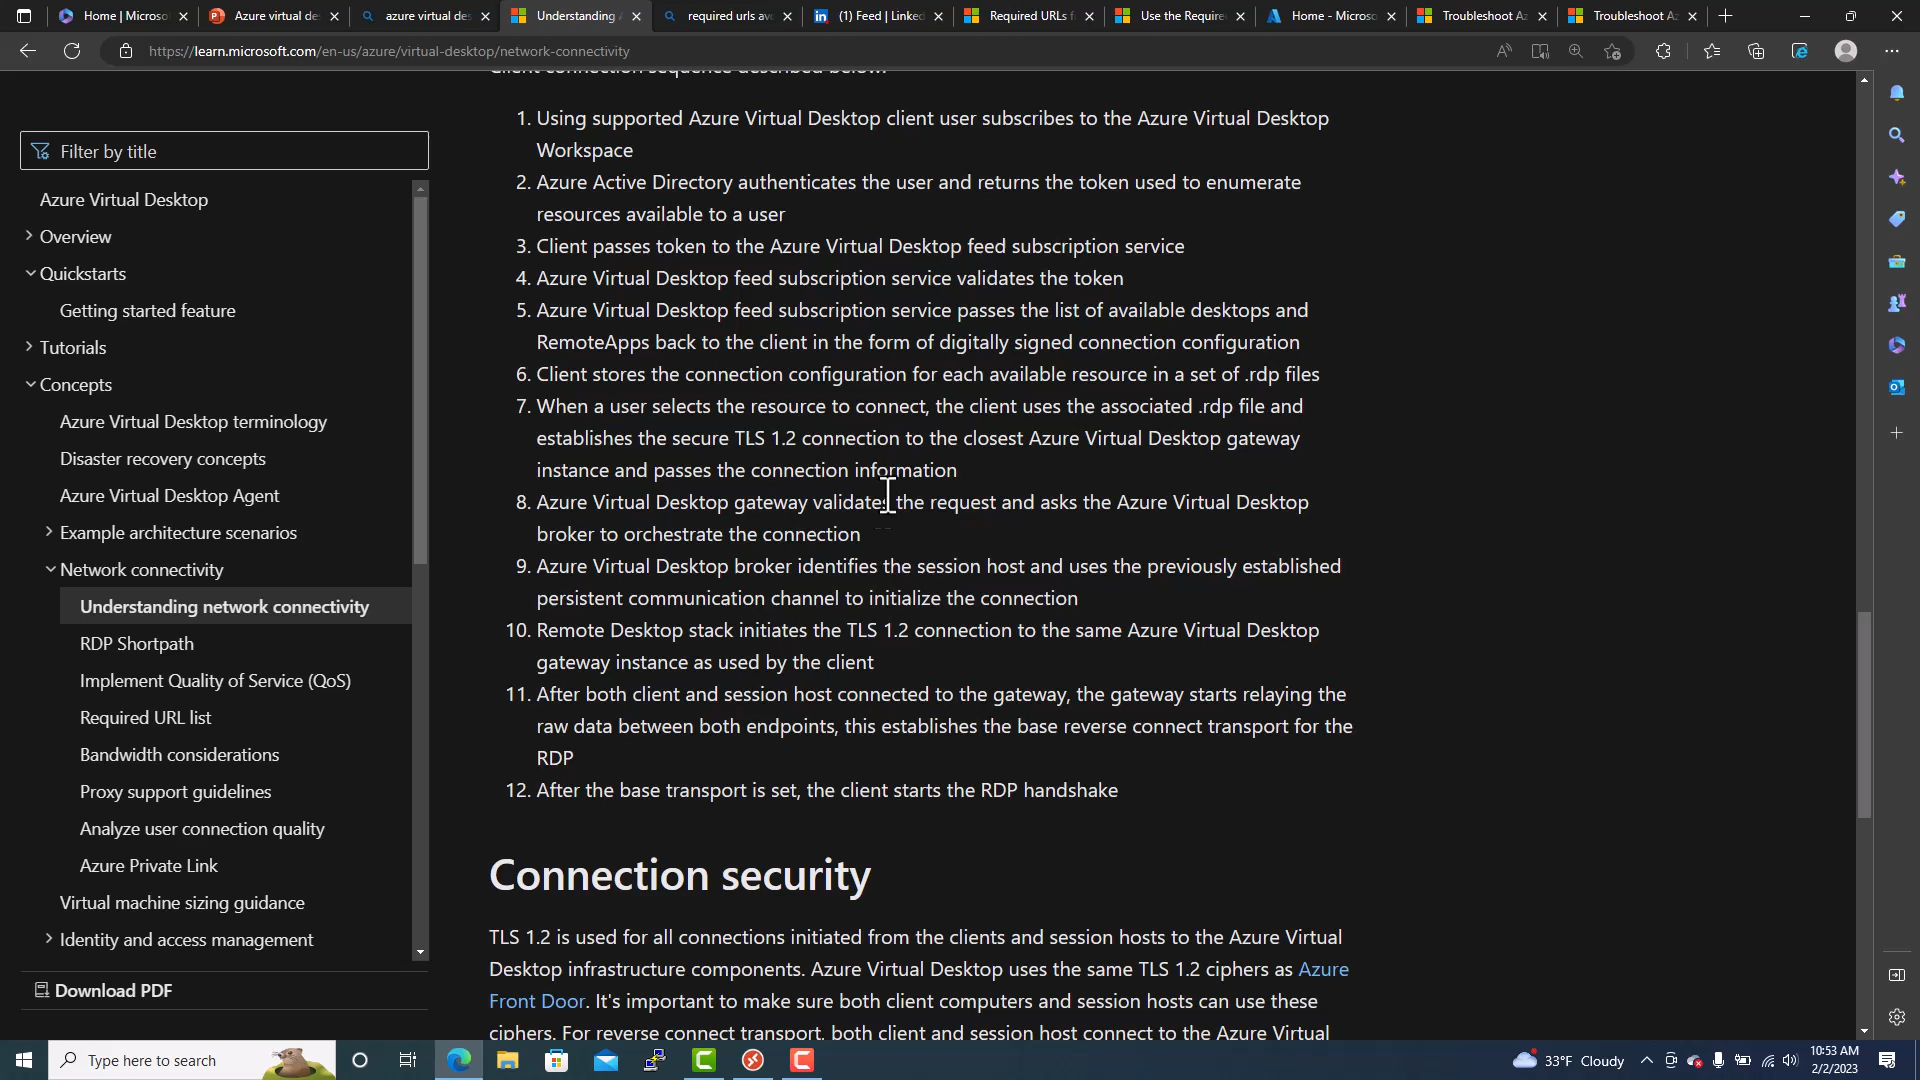 Home | Micros
Azure virtual de
azure virtual des
Understanding
required urls av
(1) Feed | Linked
Required URLs f
Use the Require
Home - Micros
Troubleshoot Az
Troubleshoot Az
https://learn.microsoft.com/en-us/azure/virtual-desktop/network-connectivity
Client connection sequence described below:
Filter by title
Azure Virtual Desktop
Overview
Quickstarts
Getting started feature
Tutorials
Concepts
Azure Virtual Desktop terminology
Disaster recovery concepts
Azure Virtual Desktop Agent
Example architecture scenarios
Network connectivity
Understanding network connectivity
RDP Shortpath
Implement Quality of Service (QoS)
Required URL list
Bandwidth considerations
Proxy support guidelines
Analyze user connection quality
Azure Private Link
Virtual machine sizing guidance
Identity and access management
Download PDF
1. Using supported Azure Virtual Desktop client user subscribes to the Azure Virtual Desktop
Workspace
2. Azure Active Directory authenticates the user and returns the token used to enumerate
resources available to a user
3. Client passes token to the Azure Virtual Desktop feed subscription service
4. Azure Virtual Desktop feed subscription service validates the token
5. Azure Virtual Desktop feed subscription service passes the list of available desktops and
RemoteApps back to the client in the form of digitally signed connection configuration
6. Client stores the connection configuration for each available resource in a set of .rdp files
7. When a user selects the resource to connect, the client uses the associated .rdp file and
establishes the secure TLS 1.2 connection to the closest Azure Virtual Desktop gateway
instance and passes the connection information
8. Azure Virtual Desktop gateway validates the request and asks the Azure Virtual Desktop
broker to orchestrate the connection
9. Azure Virtual Desktop broker identifies the session host and uses the previously established
persistent communication channel to initialize the connection
10. Remote Desktop stack initiates the TLS 1.2 connection to the same Azure Virtual Desktop
gateway instance as used by the client
11. After both client and session host connected to the gateway, the gateway starts relaying the
raw data between both endpoints, this establishes the base reverse connect transport for the
RDP
12. After the base transport is set, the client starts the RDP handshake
Connection security
TLS 1.2 is used for all connections initiated from the clients and session hosts to the Azure Virtual
Desktop infrastructure components. Azure Virtual Desktop uses the same TLS 1.2 ciphers as Azure
Front Door. It's important to make sure both client computers and session hosts can use these
ciphers. For reverse connect transport, both client and session host connect to the Azure Virtual
Type here to search
33°F Cloudy
10:53 AM
2/2/2023